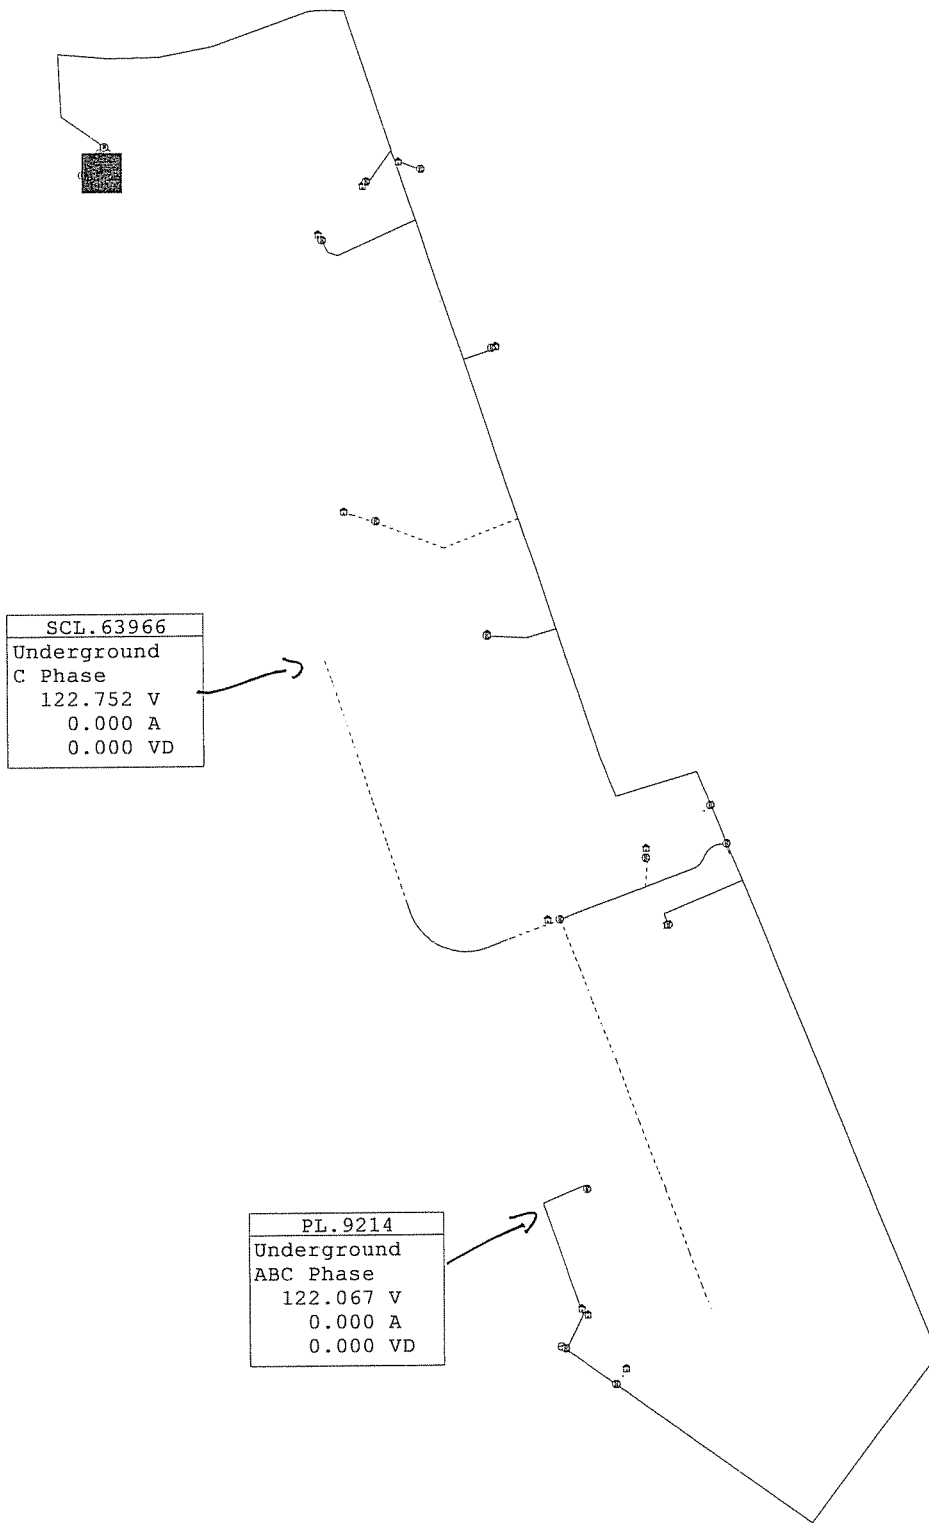 SCL.63966
Underground
C Phase
122.752 V
0.000 A
0.000 VD
PL.9214
Underground
ABC Phase
122.067 V
0.000 A
0.000 VD